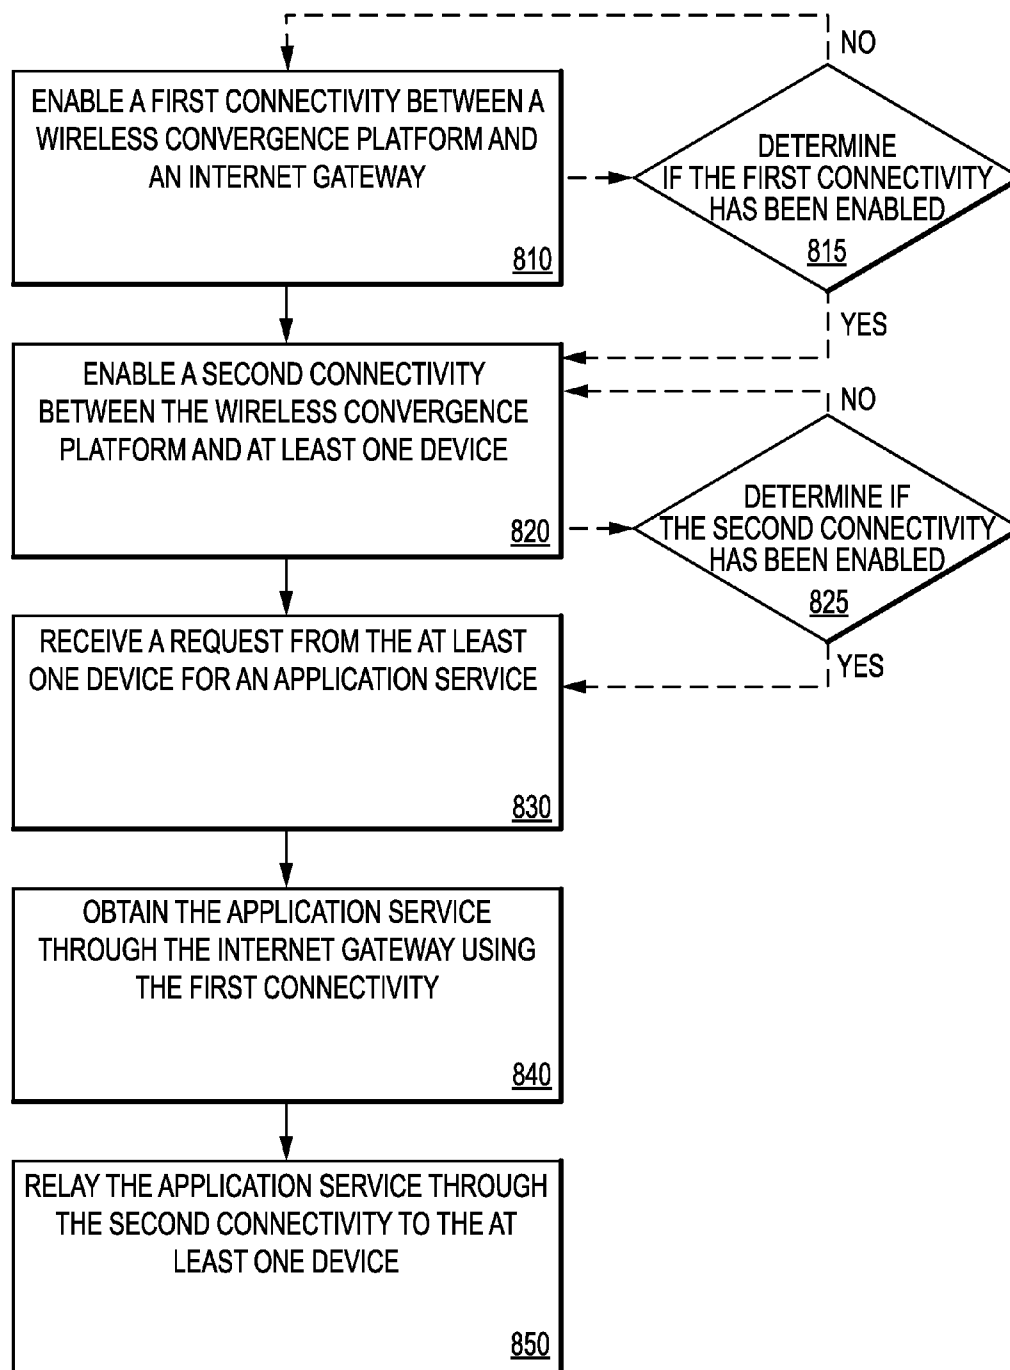 NO
ENABLE A FIRST CONNECTIVITY BETWEEN A
WIRELESS CONVERGENCE PLATFORM AND
AN INTERNET GATEWAY
810
DETERMINE
IF THE FIRST CONNECTIVITY
HAS BEEN ENABLED
815
YES
ENABLE A SECOND CONNECTIVITY
BETWEEN THE WIRELESS CONVERGENCE
PLATFORM AND AT LEAST ONE DEVICE
820
NO
DETERMINE IF
THE SECOND CONNECTIVITY
HAS BEEN ENABLED
825
YES
RECEIVE A REQUEST FROM THE AT LEAST
ONE DEVICE FOR AN APPLICATION SERVICE
830
OBTAIN THE APPLICATION SERVICE
THROUGH THE INTERNET GATEWAY USING
THE FIRST CONNECTIVITY
840
RELAY THE APPLICATION SERVICE THROUGH
THE SECOND CONNECTIVITY TO THE AT
LEAST ONE DEVICE
850